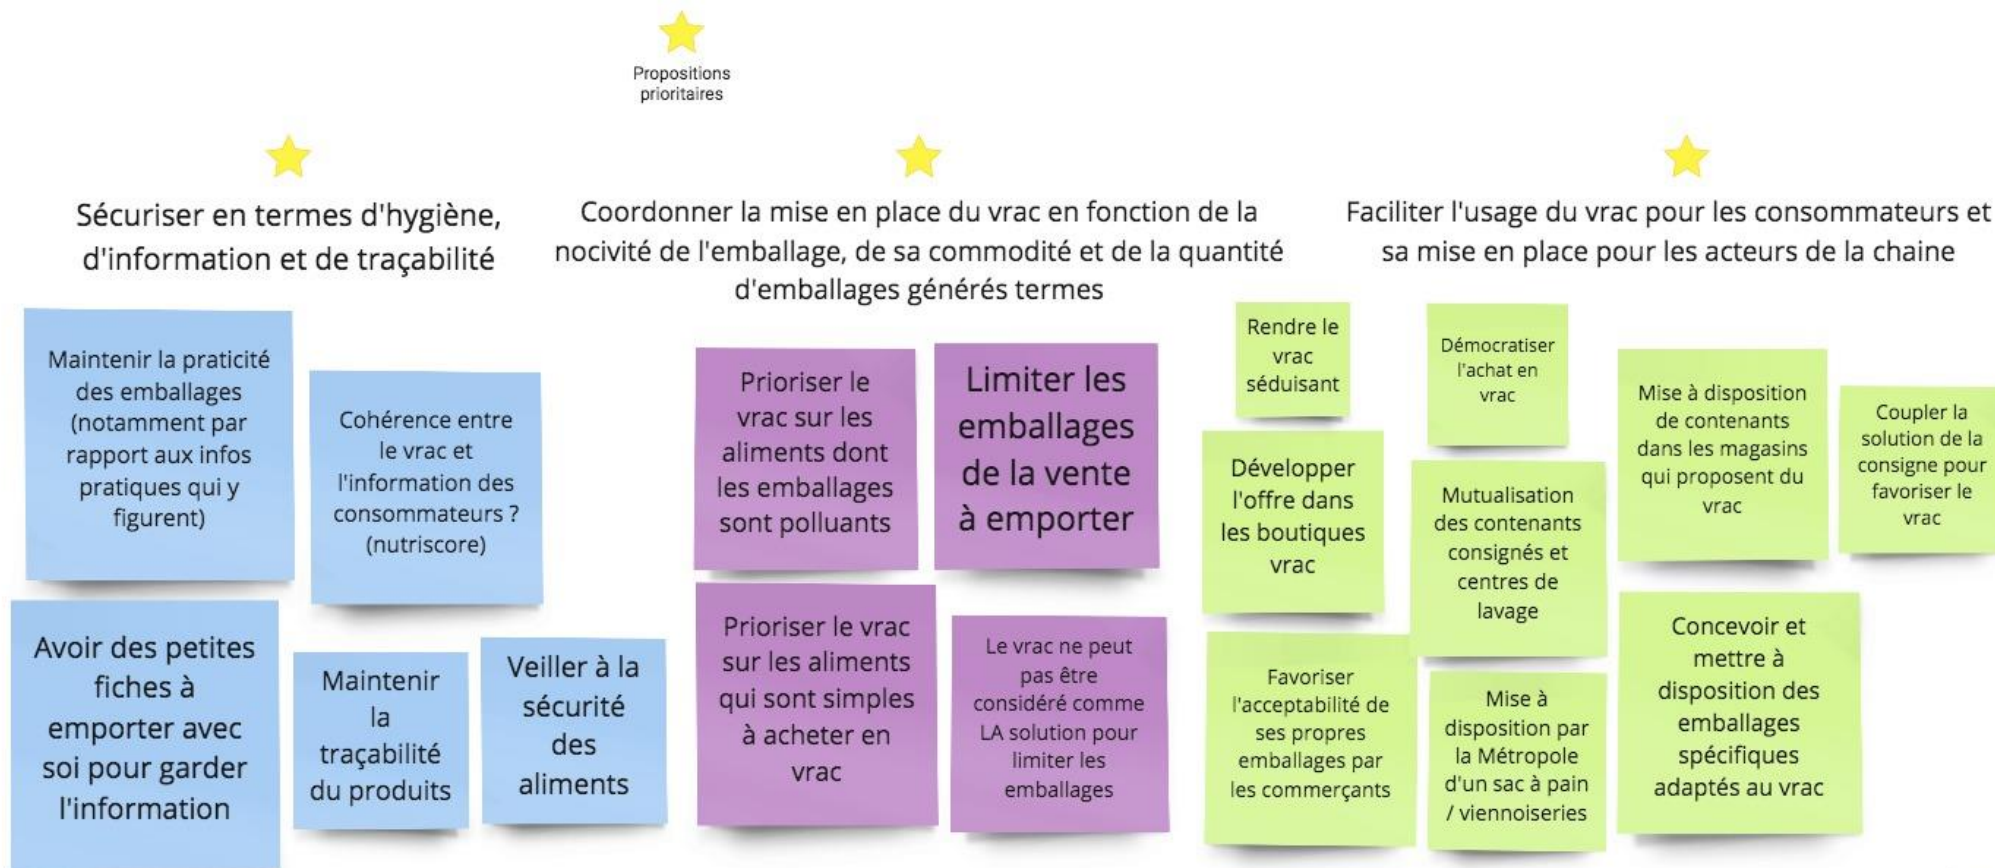 Propositions
prioritaires
Sécuriser en termes d'hygiène,
d'information et de traçabilité
Coordonner la mise en place du vrac en fonction de la
nocivité de l'emballage, de sa commodité et de la quantité
d'emballages générés termes
Faciliter l'usage du vrac pour les consommateurs et
sa mise en place pour les acteurs de la chaine
Maintenir la praticité
des emballages
(notamment par
rapport aux infos
pratiques qui y
figurent)
Cohérence entre
le vrac et
l'information des
consommateurs ?
(nutriscore)
Avoir des petites
fiches à
emporter avec
soi pour garder
l'information
Maintenir
la
traçabilité
du produits
Veiller à la
sécurité
des
aliments
Prioriser le
vrac sur les
aliments dont
les emballages
sont polluants
Limiter les
emballages
de la vente
à emporter
Prioriser le vrac
sur les aliments
qui sont simples
à acheter en
vrac
Le vrac ne peut
pas être
considéré comme
LA solution pour
limiter les
emballages
Rendre le
vrac
séduisant
Démocratiser
l'achat en
vrac
Mise à disposition
de contenants
dans les magasins
qui proposent du
vrac
Coupler la
solution de la
consigne pour
favoriser le
vrac
Développer
l'offre dans
les boutiques
vrac
Mutualisation
des contenants
consignés et
centres de
lavage
Favoriser
l'acceptabilité de
ses propres
emballages par
les commerçants
Mise à
disposition par
la Métropole
d'un sac à pain
/ viennoiseries
Concevoir et
mettre à
disposition des
emballages
spécifiques
adaptés au vrac